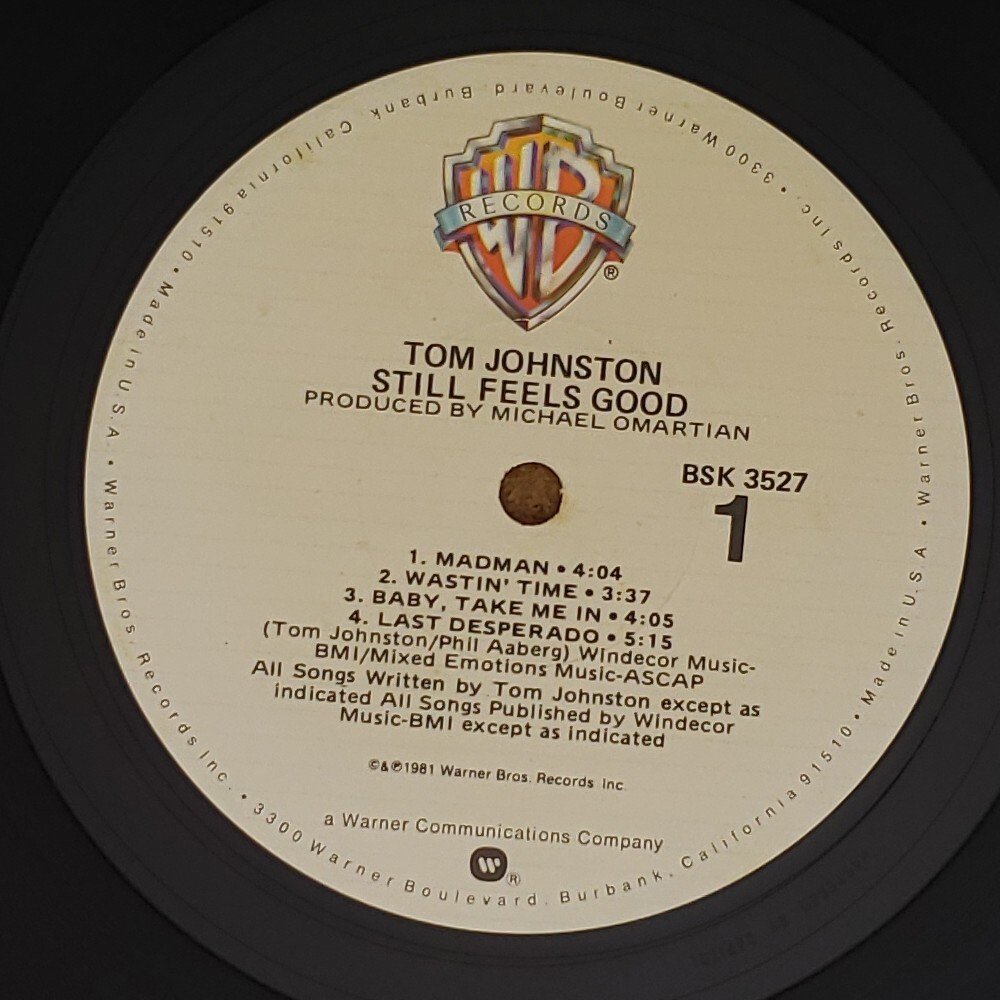 WB
RECORDS
®
TOM JOHNSTON
STILL FEELS GOOD
PRODUCED BY MICHAEL OMARTIAN
BSK 3527
1
1. MADMAN • 4:04
2. WASTIN' TIME • 3:37
3. BABY, TAKE ME IN • 4:05
4. LAST DESPERADO • 5:15
(Tom Johnston/Phil Aaberg) Windecor Music-
BMI/Mixed Emotions Music-ASCAP
All Songs Written by Tom Johnston except as
indicated All Songs Published by Windecor
Music-BMI except as indicated
©&℗1981 Warner Bros. Records Inc.
a Warner Communications Company
W®
Warner Bros. Records Inc. • 3300 Warner Boulevard, Burbank, California 91510 • Made in U.S.A. • Warner Bros. Records Inc. • 3300 Warner Boulevard, Burbank, California 91510 • Made in U.S.A. •